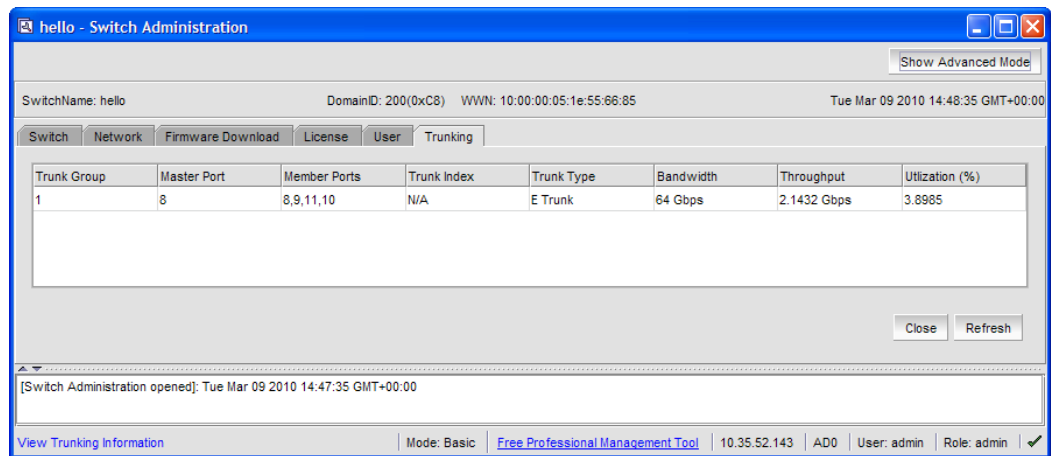 hello - Switch Administration
Show Advanced Mode
SwitchName: hello DomainID: 200(0xC8) WWN: 10:00:00:05:1e:55:66:85 Tue Mar 09 2010 14:48:35 GMT+00:00
Switch Network Firmware Download License User Trunking
Trunk Group Master Port Member Ports Trunk Index Trunk Type Bandwidth Throughput Utlization (%)
1 8 8,9,11,10 N/A E Trunk 64 Gbps 2.1432 Gbps 3.8985
Close Refresh
[Switch Administration opened]: Tue Mar 09 2010 14:47:35 GMT+00:00
View Trunking Information Mode: Basic Free Professional Management Tool 10.35.52.143 AD0 User: admin Role: admin